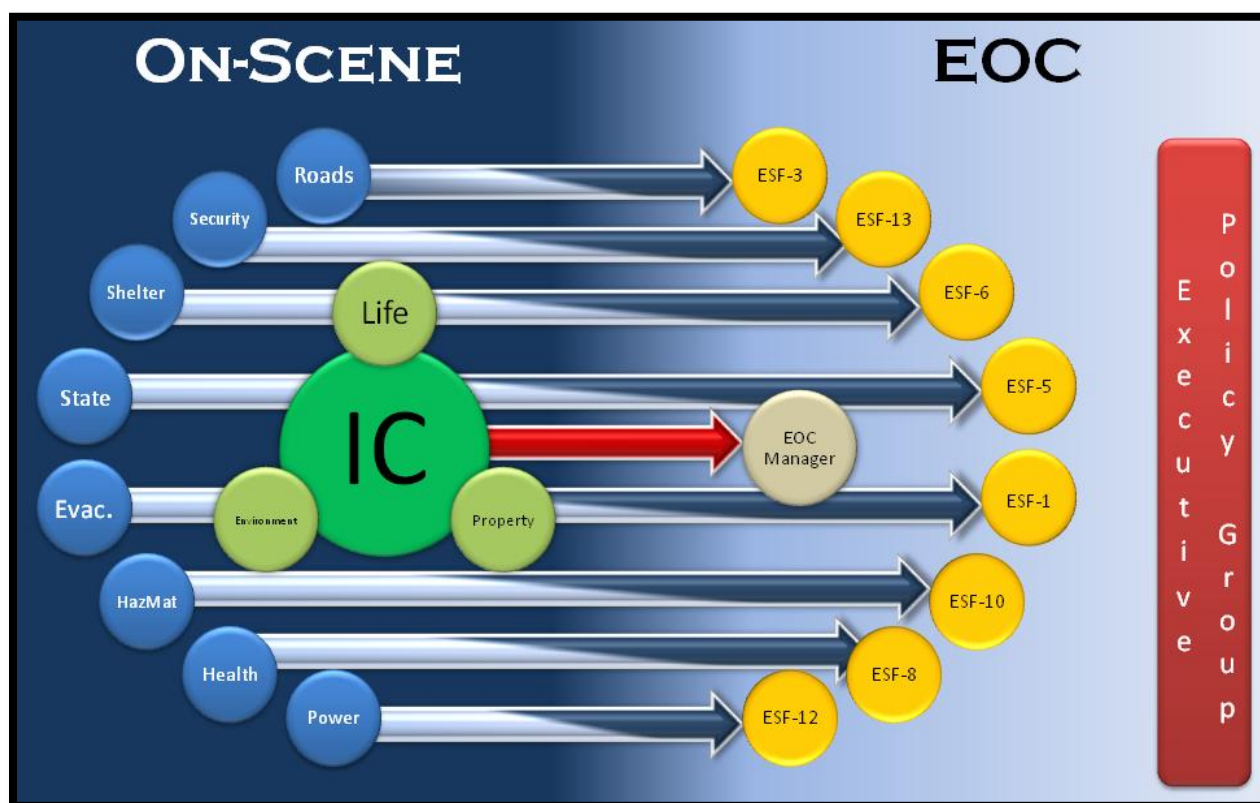 ON-SCENE
EOC
Roads
ESF-3
Security
ESF-13
Shelter
ESF-6
Life
State
ESF-5
IC
EOC
Manager
Evac.
Environment
Property
ESF-1
HazMat
ESF-10
Health
ESF-8
Power
ESF-12
Executive
Policy Group